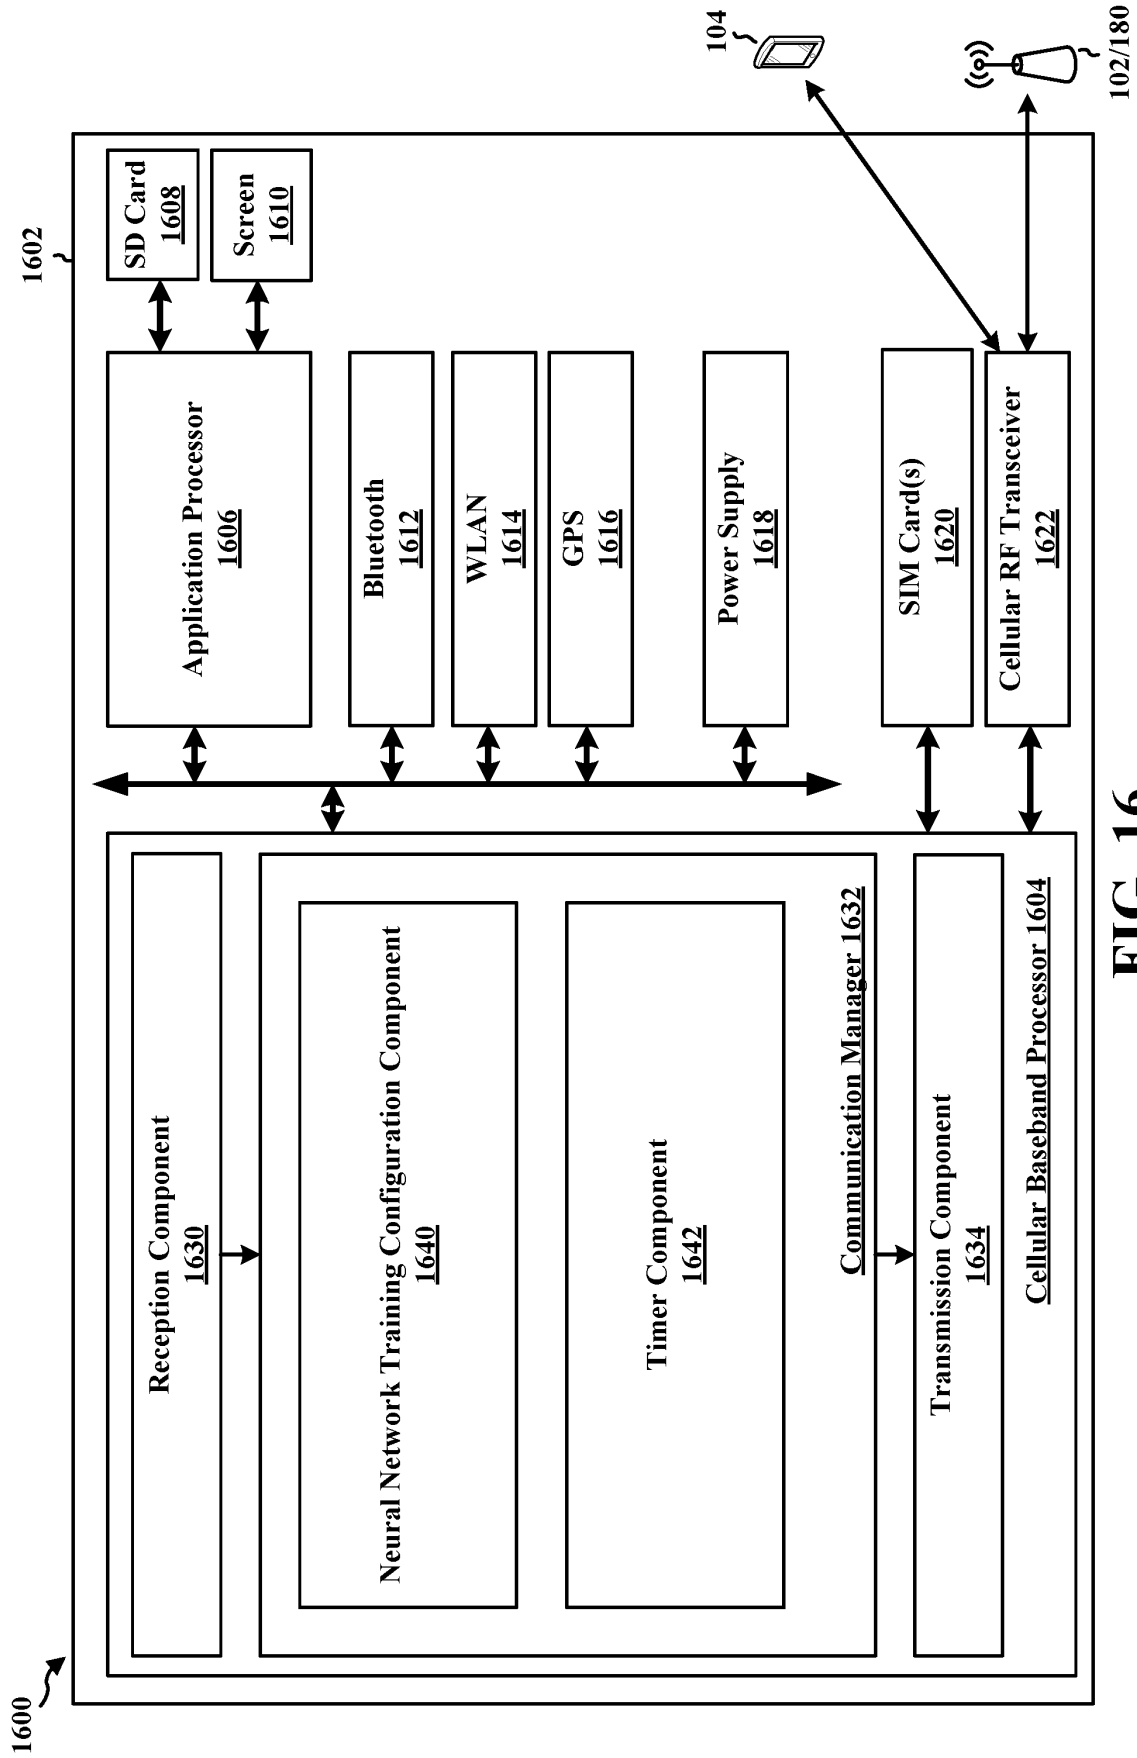 1600
1602
Reception Component
1630
Neural Network Training Configuration Component
1640
Timer Component
1642
Communication Manager 1632
Transmission Component
1634
Cellular Baseband Processor 1604
Application Processor
1606
SD Card
1608
Screen
1610
Bluetooth
1612
WLAN
1614
GPS
1616
Power Supply
1618
SIM Card(s)
1620
Cellular RF Transceiver
1622
104
102/180
FIG. 16